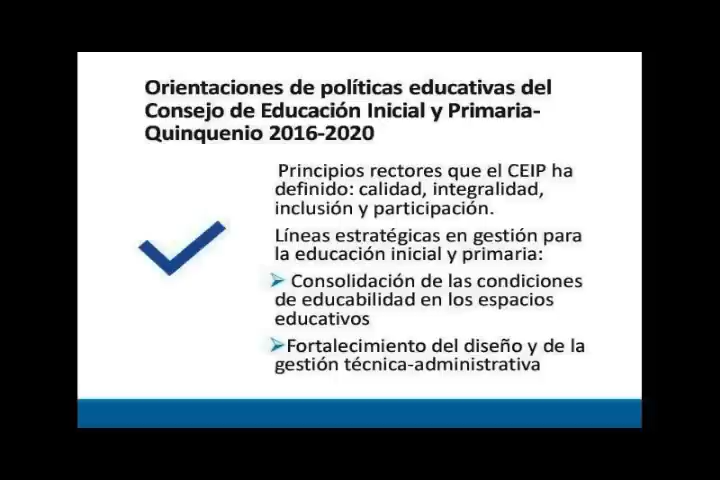 Orientaciones de políticas educativas del
Consejo de Educación Inicial y Primaria-
Quinquenio 2016-2020
Principios rectores que el CEIP ha
definido: calidad, integralidad,
inclusión y participación.
Líneas estratégicas en gestión para
la educación inicial y primaria:
➢ Consolidación de las condiciones
de educabilidad en los espacios
educativos
➢Fortalecimiento del diseño y de la
gestión técnica-administrativa